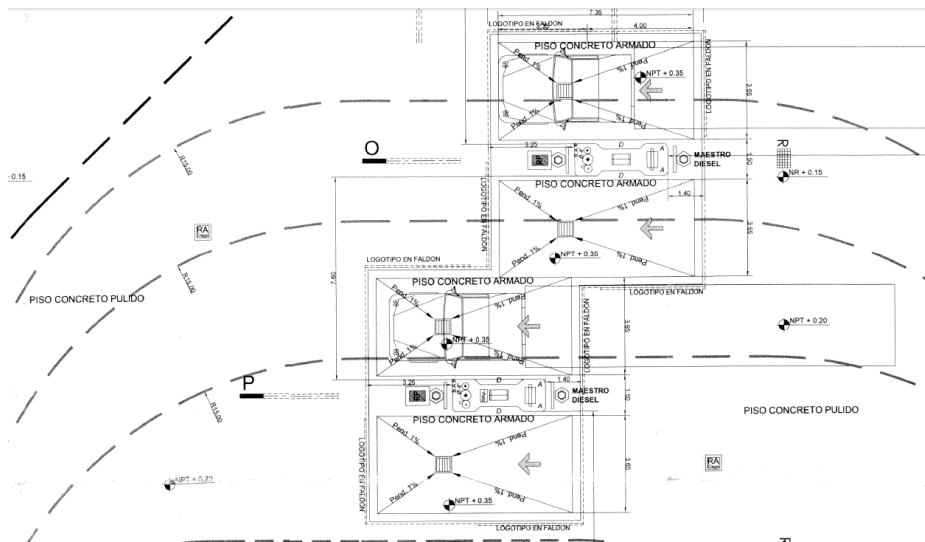 7.35
LOGOTIPO EN FALDON
4.00
PISO CONCRETO ARMADO
Pend. 1%
Pend. 1%
NPT + 0.35
3.65
LOGOTIPO EN FALDON
Pend. 1%
Pend. 1%
R15.00
O
3.25
D
A
A
D
MAESTRO
DIESEL
1.50
R
NR + 0.15
0.15
PISO CONCRETO ARMADO
Pend. 1%
Pend. 1%
1.40
LOGOTIPO EN FALDON
3.65
RA
Pend. 1%
Pend. 1%
NPT + 0.35
LOGOTIPO EN FALDON
R15.00
7.60
PISO CONCRETO ARMADO
LOGOTIPO EN FALDON
PISO CONCRETO PULIDO
Pend. 1%
Pend. 1%
NPT + 0.35
3.65
LOGOTIPO EN FALDON
NPT + 0.20
P
3.25
D
A
A
D
1.40
MAESTRO
DIESEL
1.50
R15.00
PISO CONCRETO ARMADO
PISO CONCRETO PULIDO
Pend. 1%
Pend. 1%
LOGOTIPO EN FALDON
3.65
RA
NPT + 0.20
Pend. 1%
Pend. 1%
NPT + 0.35
LOGOTIPO EN FALDON